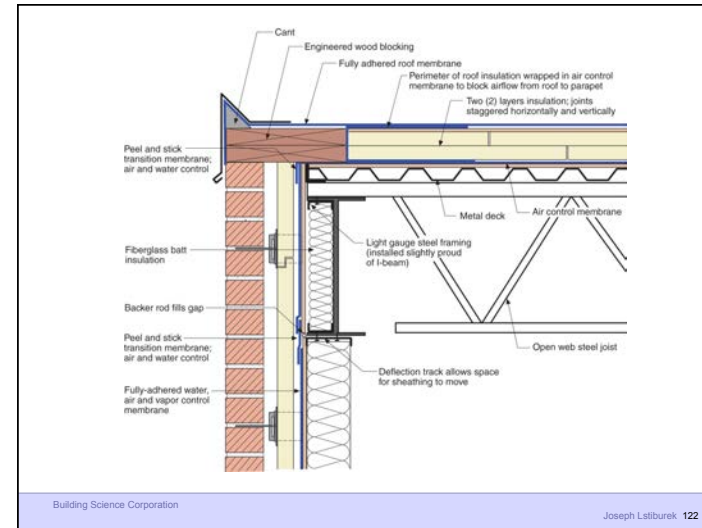 Cant
Engineered wood blocking
Fully adhered roof membrane
Perimeter of roof insulation wrapped in air control
membrane to block airflow from roof to parapet
Two (2) layers insulation; joints
staggered horizontally and vertically
Peel and stick
transition membrane;
air and water control
Metal deck
Air control membrane
Fiberglass batt
insulation
Light gauge steel framing
(installed slightly proud
of I-beam)
Backer rod fills gap
Peel and stick
transition membrane;
air and water control
Open web steel joist
Deflection track allows space
for sheathing to move
Fully-adhered water,
air and vapor control
membrane
Building Science Corporation
Joseph Lstiburek 122